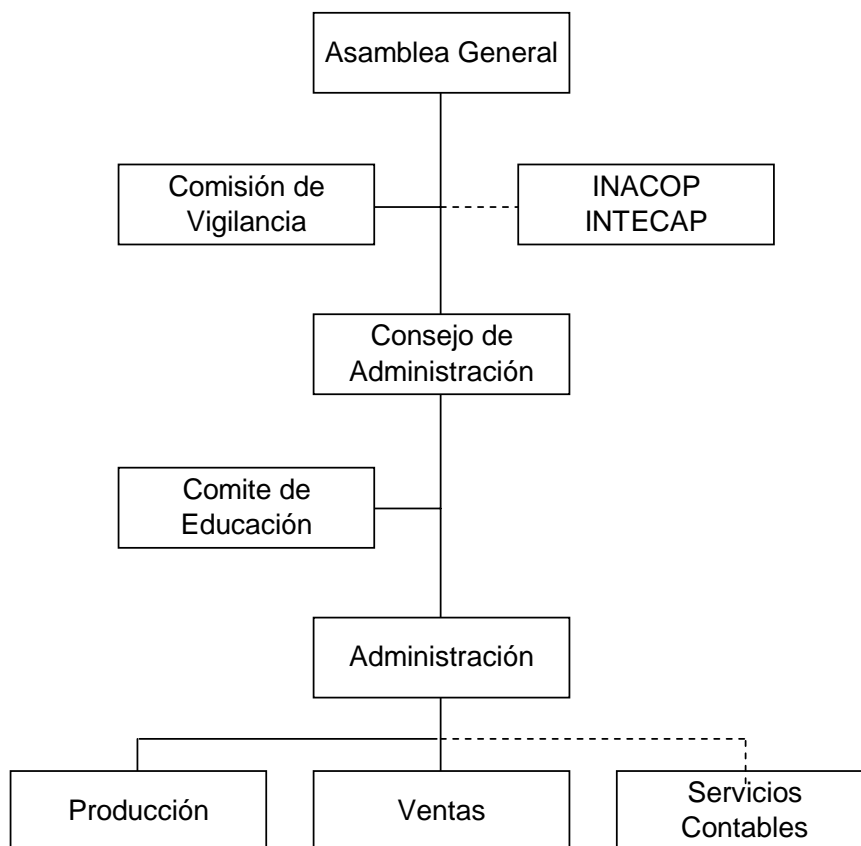 Asamblea General
Comisión de
Vigilancia
INACOP
INTECAP
Consejo de
Administración
Comite de
Educación
Administración
Producción
Ventas
Servicios
Contables